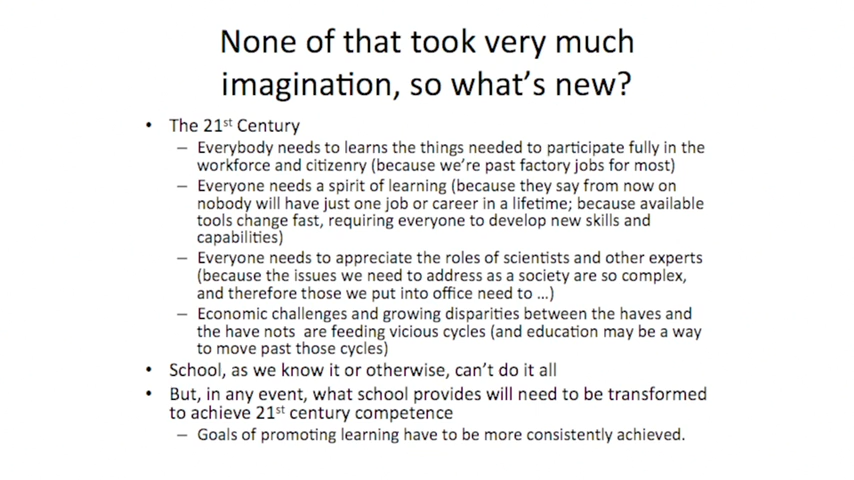 None of that took very much
imagination, so what's new?
• The 21st Century
– Everybody needs to learns the things needed to participate fully in the
workforce and citizenry (because we're past factory jobs for most)
– Everyone needs a spirit of learning (because they say from now on
nobody will have just one job or career in a lifetime; because available
tools change fast, requiring everyone to develop new skills and
capabilities)
– Everyone needs to appreciate the roles of scientists and other experts
(because the issues we need to address as a society are so complex,
and therefore those we put into office need to ...)
– Economic challenges and growing disparities between the haves and
the have nots are feeding vicious cycles (and education may be a way
to move past those cycles)
• School, as we know it or otherwise, can't do it all
• But, in any event, what school provides will need to be transformed
to achieve 21st century competence
– Goals of promoting learning have to be more consistently achieved.